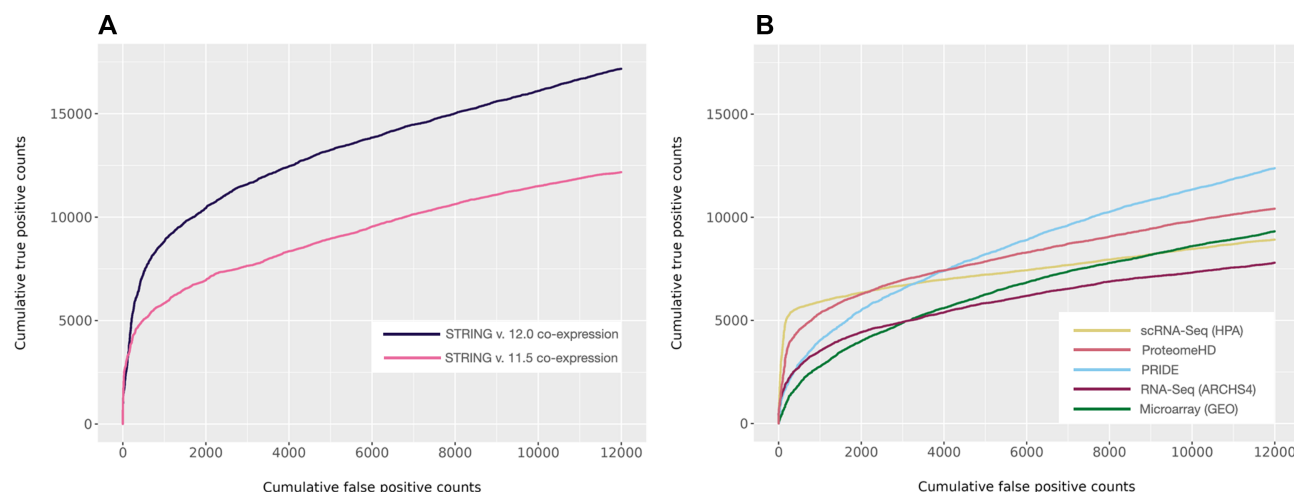 A
Cumulative true positive counts
15000
10000
5000
0
STRING v. 12.0 co-expression
STRING v. 11.5 co-expression
0 2000 4000 6000 8000 10000 12000
Cumulative false positive counts
B
Cumulative true positive counts
15000
10000
5000
0
scRNA-Seq (HPA)
ProteomeHD
PRIDE
RNA-Seq (ARCHS4)
Microarray (GEO)
0 2000 4000 6000 8000 10000 12000
Cumulative false positive counts